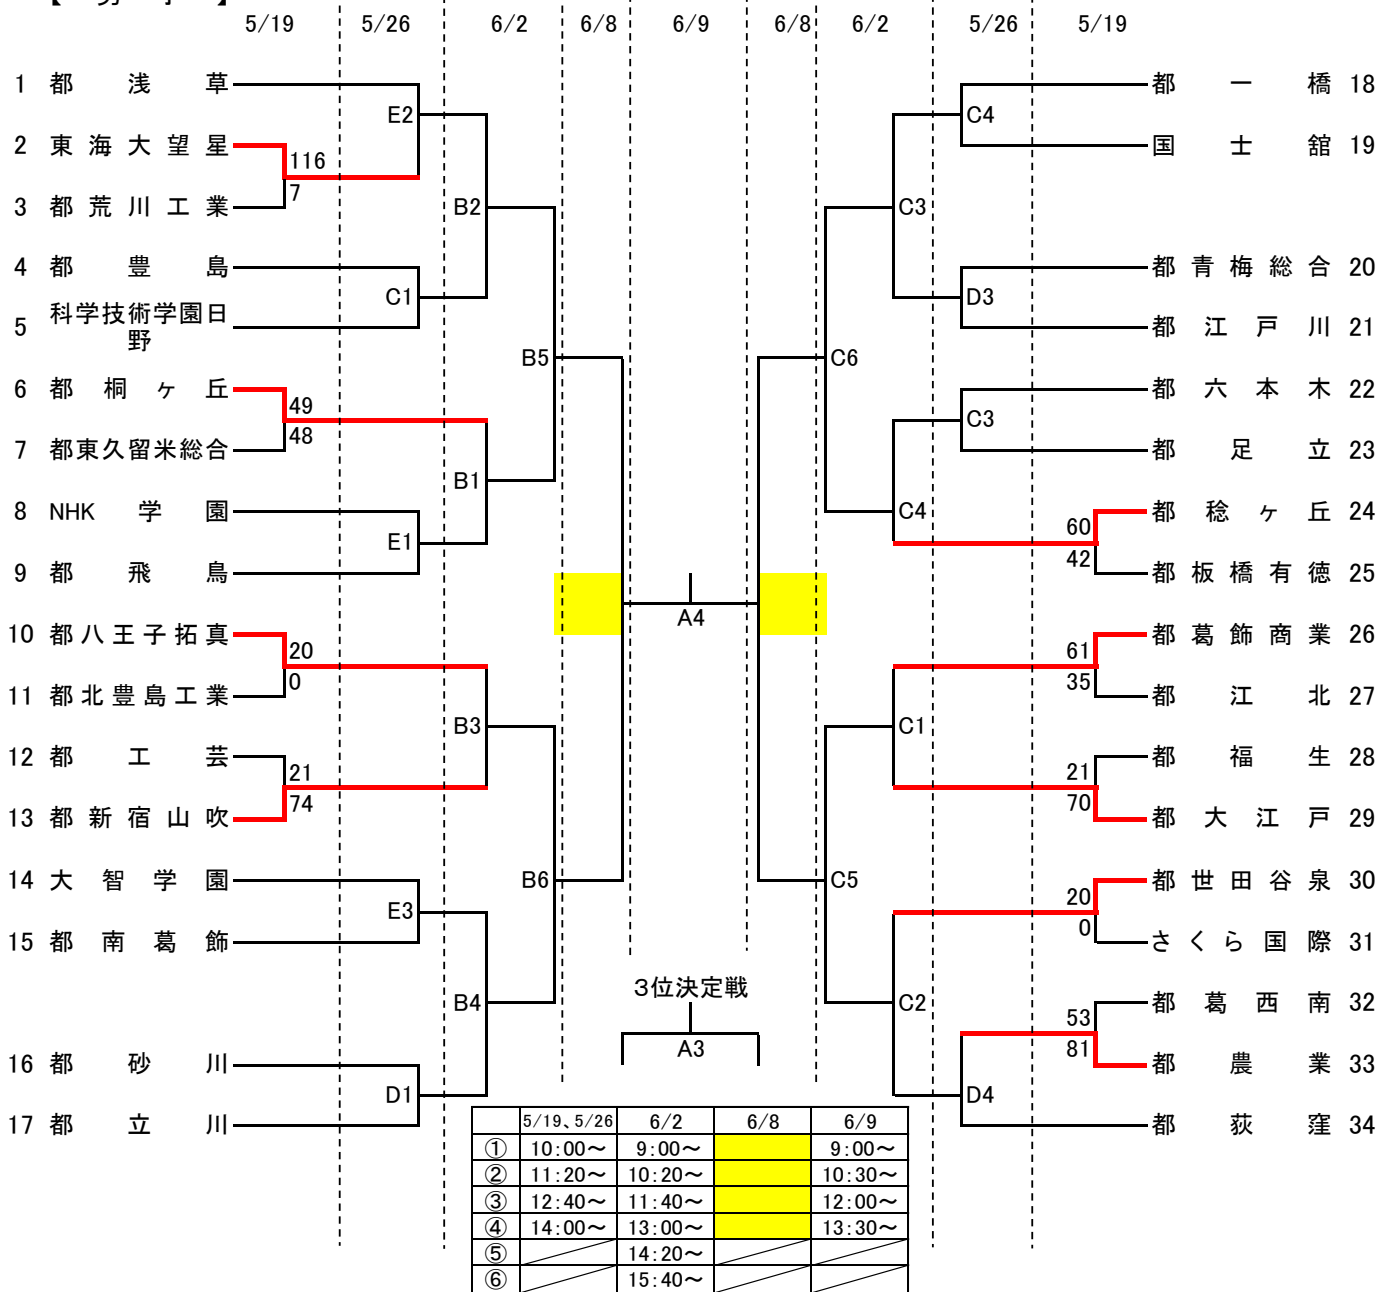 【 男 子 】
5/19 5/26 6/2 6/8 6/9 6/8 6/2 5/26 5/19
1 都浅草
2 東海大望星
3 都荒川工業
4 都豊島
5 科学技術学園日野
6 都桐ヶ丘
7 都東久留米総合
8 NHK学園
9 都飛鳥
10 都八王子拓真
11 都北豊島工業
12 都工芸
13 都新宿山吹
14 大智学園
15 都南葛飾
16 都砂川
17 都立川
116
7
49
48
20
0
21
74
E2
C1
E1
E3
D1
B2
B1
B3
B4
B5
B6
A4
3位決定戦
A3
C6
C5
C3
C4
C1
C2
C4
D3
C3
D4
60
42
61
35
21
70
20
0
53
81
都一橋 18
国士舘 19
都青梅総合 20
都江戸川 21
都六本木 22
都足立 23
都稔ヶ丘 24
都板橋有徳 25
都葛飾商業 26
都江北 27
都福生 28
都大江戸 29
都世田谷泉 30
さくら国際 31
都葛西南 32
都農業 33
都荻窪 34
5/19、5/26 6/2 6/8 6/9
① 10:00～ 9:00～ 9:00～
② 11:20～ 10:20～ 10:30～
③ 12:40～ 11:40～ 12:00～
④ 14:00～ 13:00～ 13:30～
⑤ 14:20～
⑥ 15:40～